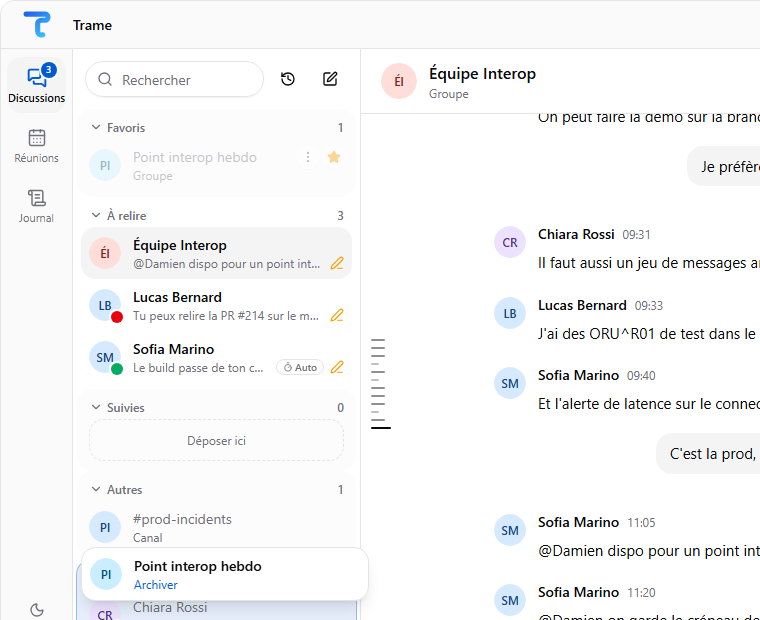 Trame
3
Discussions
Réunions
Journal
Rechercher
Favoris 1
PI Point interop hebdo
Groupe
À relire 3
ÉI Équipe Interop
@Damien dispo pour un point int...
LB Lucas Bernard
Tu peux relire la PR #214 sur le m...
SM Sofia Marino
Le build passe de ton c... Auto
Suivies 0
Déposer ici
Autres 1
PI #prod-incidents
Canal
PI Point interop hebdo
Archiver
CR Chiara Rossi
ÉI Équipe Interop
Groupe
On peut faire la démo sur la bran
Je préfère
CR Chiara Rossi 09:31
Il faut aussi un jeu de messages a
LB Lucas Bernard 09:33
J'ai des ORU^R01 de test dans le
SM Sofia Marino 09:40
Et l'alerte de latence sur le connec
C'est la prod,
SM Sofia Marino 11:05
@Damien dispo pour un point int
SM Sofia Marino 11:20
@Damien on garde le créneau de